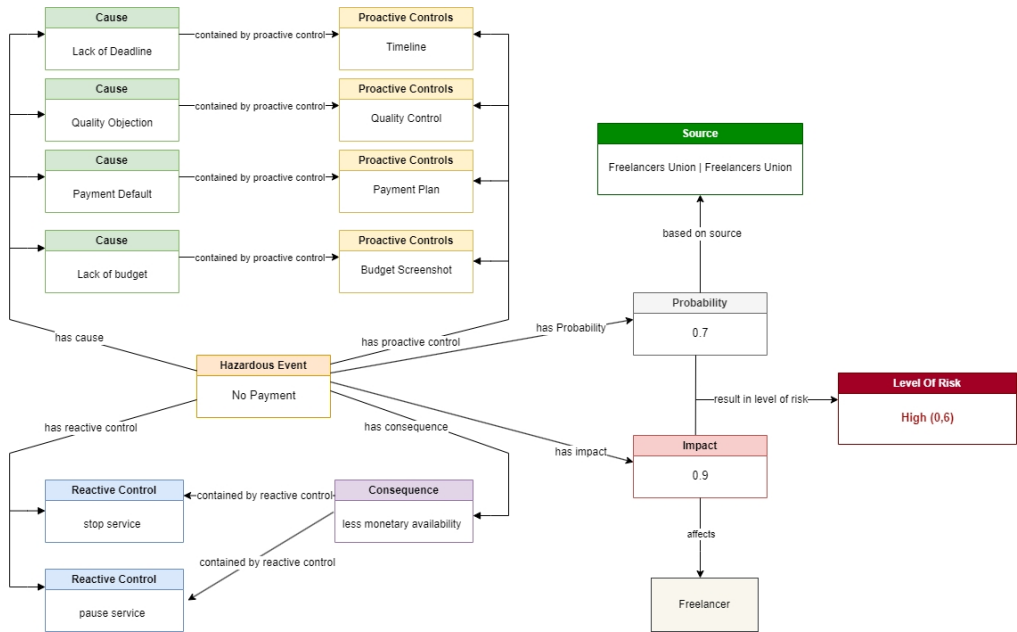 Cause
Lack of Deadline
contained by proactive control
Proactive Controls
Timeline
Cause
Quality Objection
contained by proactive control
Proactive Controls
Quality Control
Cause
Payment Default
contained by proactive control
Proactive Controls
Payment Plan
Cause
Lack of budget
contained by proactive control
Proactive Controls
Budget Screenshot
Source
Freelancers Union | Freelancers Union
based on source
Probability
0.7
has Probability
has cause
has proactive control
Hazardous Event
No Payment
result in level of risk
Level Of Risk
High (0,6)
has reactive control
has consequence
has impact
Impact
0.9
Reactive Control
stop service
contained by reactive control
Consequence
less monetary availability
affects
contained by reactive control
Reactive Control
pause service
Freelancer